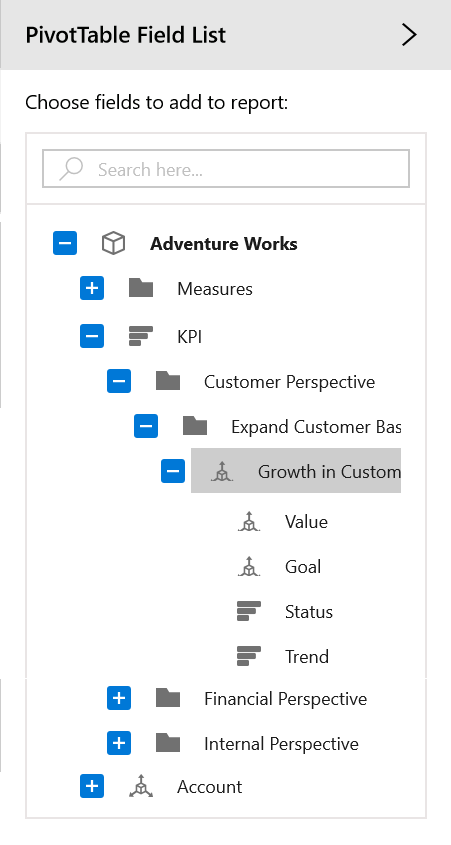 PivotTable Field List
Choose fields to add to report:
Search here...
Adventure Works
Measures
KPI
Customer Perspective
Expand Customer Bas
Growth in Custom
Value
Goal
Status
Trend
Financial Perspective
Internal Perspective
Account